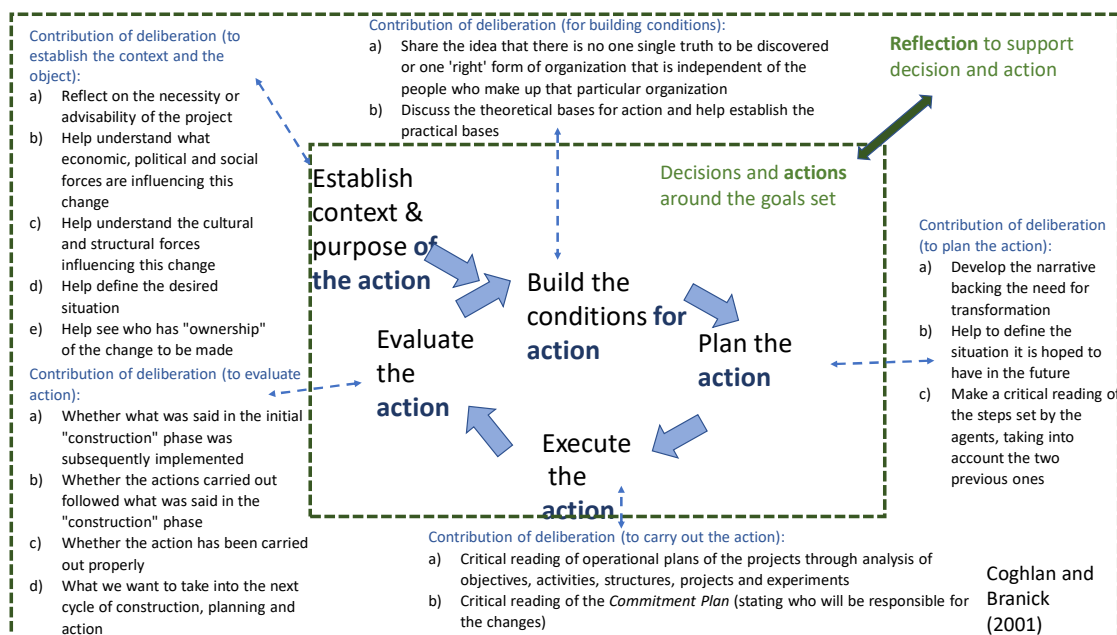 Contribution of deliberation (to
establish the context and the
object):
a) Reflect on the necessity or
advisability of the project
b) Help understand what
economic, political and social
forces are influencing this
change
c) Help understand the cultural
and structural forces
influencing this change
d) Help define the desired
situation
e) Help see who has "ownership"
of the change to be made
Contribution of deliberation (for building conditions):
a) Share the idea that there is no one single truth to be discovered
or one 'right' form of organization that is independent of the
people who make up that particular organization
b) Discuss the theoretical bases for action and help establish the
practical bases
Reflection to support
decision and action
Decisions and actions
around the goals set
Establish
context &
purpose of
the action
Build the
conditions for
action
Plan the
action
Execute
the
action
Evaluate
the
action
Contribution of deliberation
(to plan the action):
a) Develop the narrative
backing the need for
transformation
b) Help to define the
situation it is hoped to
have in the future
c) Make a critical reading of
the steps set by the
agents, taking into
account the two
previous ones
Contribution of deliberation (to evaluate
action):
a) Whether what was said in the initial
"construction" phase was
subsequently implemented
b) Whether the actions carried out
followed what was said in the
"construction" phase
c) Whether the action has been carried
out properly
d) What we want to take into the next
cycle of construction, planning and
action
Contribution of deliberation (to carry out the action):
a) Critical reading of operational plans of the projects through analysis of
objectives, activities, structures, projects and experiments
b) Critical reading of the Commitment Plan (stating who will be responsible for
the changes)
Coghlan and
Branick
(2001)